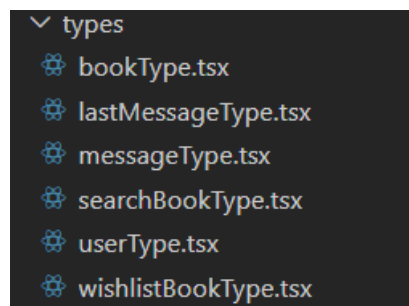 types
bookType.tsx
lastMessageType.tsx
messageType.tsx
searchBookType.tsx
userType.tsx
wishlistBookType.tsx